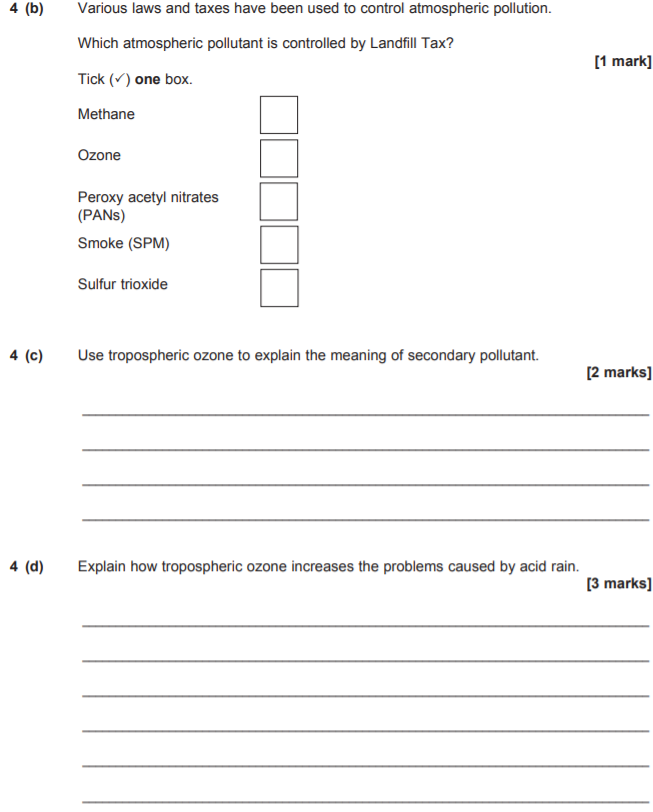 4 (b) Various laws and taxes have been used to control atmospheric pollution.
Which atmospheric pollutant is controlled by Landfill Tax?
[1 mark]
Tick (✓) one box.
Methane
Ozone
Peroxy acetyl nitrates
(PANs)
Smoke (SPM)
Sulfur trioxide
4 (c) Use tropospheric ozone to explain the meaning of secondary pollutant.
[2 marks]
4 (d) Explain how tropospheric ozone increases the problems caused by acid rain.
[3 marks]